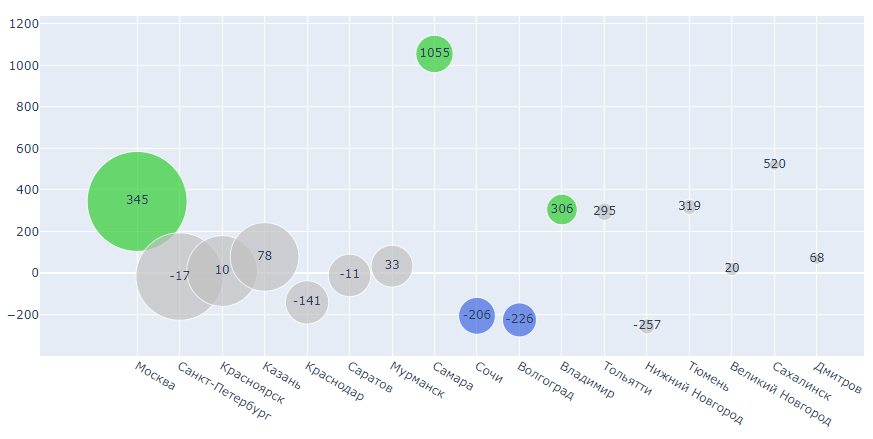 1200
1000
800
600
400
200
0
−200
345
-17
10
78
-141
-11
33
1055
-206
-226
306
295
-257
319
20
520
68
Москва
Санкт-Петербург
Красноярск
Казань
Краснодар
Саратов
Мурманск
Самара
Сочи
Волгоград
Владимир
Тольятти
Нижний Новгород
Тюмень
Великий Новгород
Сахалинск
Дмитров